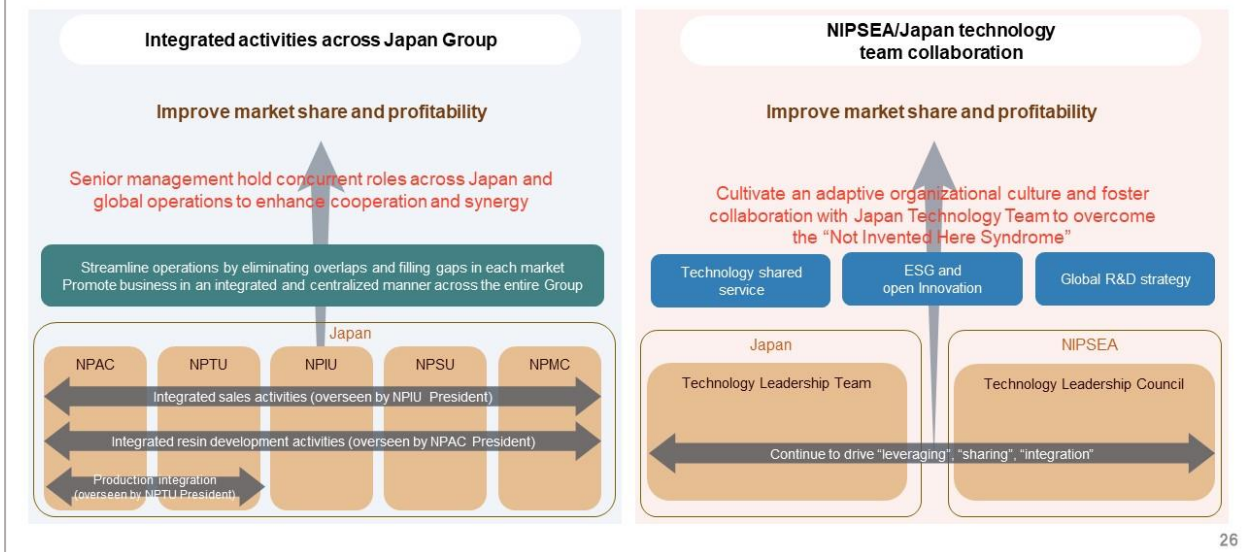 Integrated activities across Japan Group
Improve market share and profitability
Senior management hold concurrent roles across Japan and
global operations to enhance cooperation and synergy
Streamline operations by eliminating overlaps and filling gaps in each market
Promote business in an integrated and centralized manner across the entire Group
Japan
NPAC NPTU NPIU NPSU NPMC
Integrated sales activities (overseen by NPIU President)
Integrated resin development activities (overseen by NPAC President)
Production integration
(overseen by NPTU President)
NIPSEA/Japan technology
team collaboration
Improve market share and profitability
Cultivate an adaptive organizational culture and foster
collaboration with Japan Technology Team to overcome
the “Not Invented Here Syndrome”
Technology shared
service
ESG and
open Innovation
Global R&D strategy
Japan
Technology Leadership Team
NIPSEA
Technology Leadership Council
Continue to drive “leveraging”, “sharing”, “integration”
26